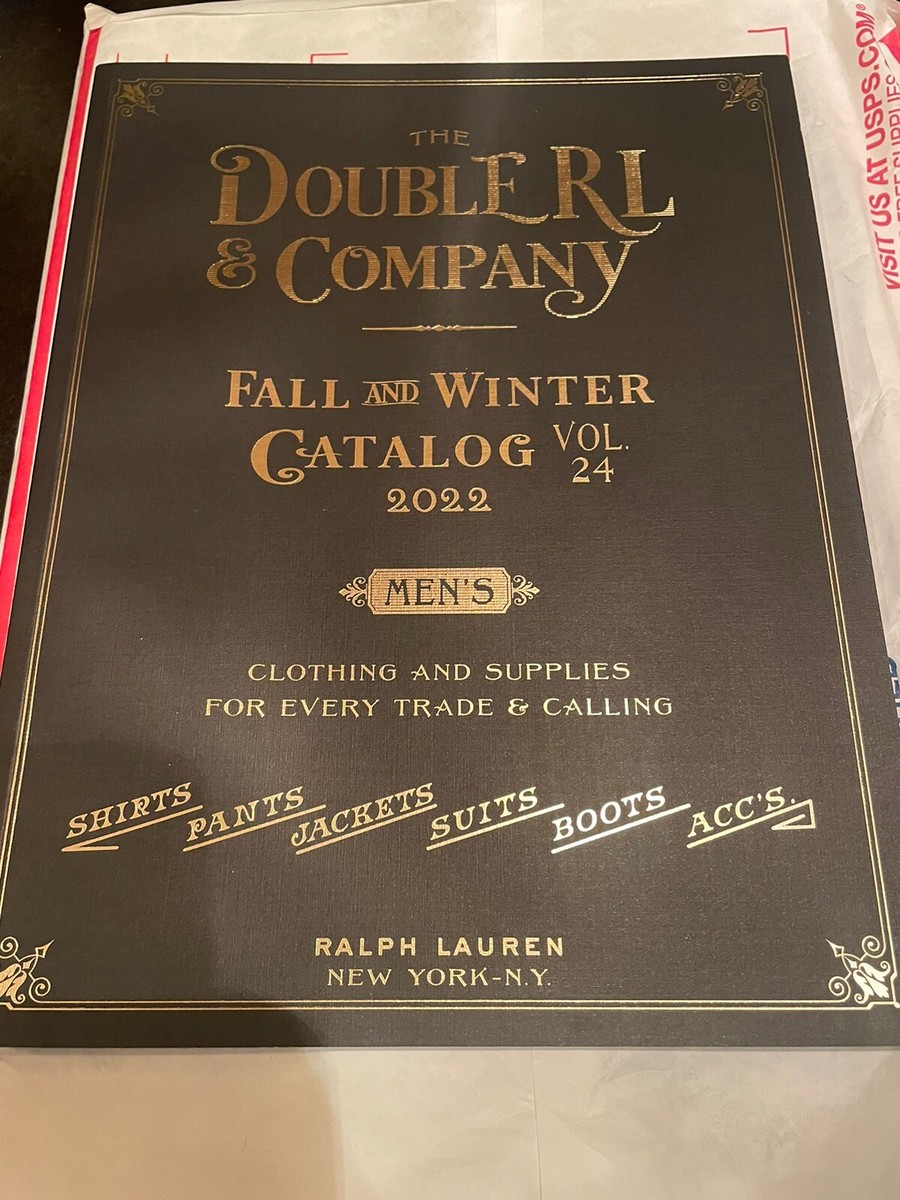 THE
DOUBLE RL
& COMPANY
FALL AND WINTER
CATALOG VOL. 24
2022
MEN'S
CLOTHING AND SUPPLIES
FOR EVERY TRADE & CALLING
SHIRTS PANTS JACKETS SUITS BOOTS ACC'S.
RALPH LAUREN
NEW YORK-N.Y.
VISIT US AT USPS.COM®